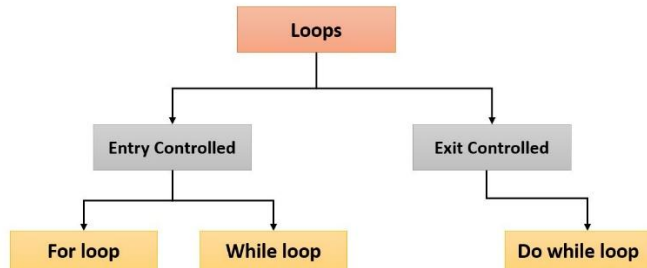 Loops
Entry Controlled
Exit Controlled
For loop
While loop
Do while loop